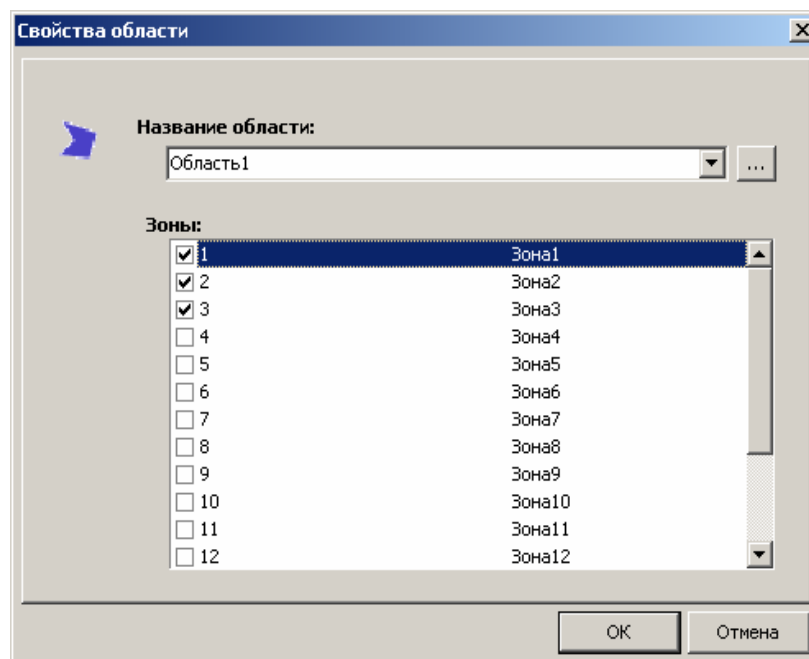 Свойства области
Название области:
Область1
...
Зоны:
1 Зона1
2 Зона2
3 Зона3
4 Зона4
5 Зона5
6 Зона6
7 Зона7
8 Зона8
9 Зона9
10 Зона10
11 Зона11
12 Зона12
OK Отмена